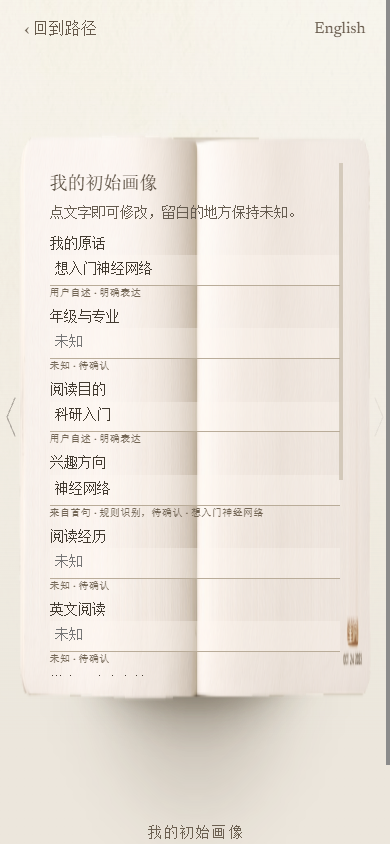 ‹ 回到路径
English
我的初始画像
点文字即可修改，留白的地方保持未知。
我的原话
想入门神经网络
用户自述 · 明确表达
年级与专业
未知
未知 · 待确认
阅读目的
科研入门
用户自述 · 明确表达
兴趣方向
神经网络
来自首句 · 规则识别，待确认 · 想入门神经网络
阅读经历
未知
未知 · 待确认
英文阅读
未知
未知 · 待确认
我的初始画像